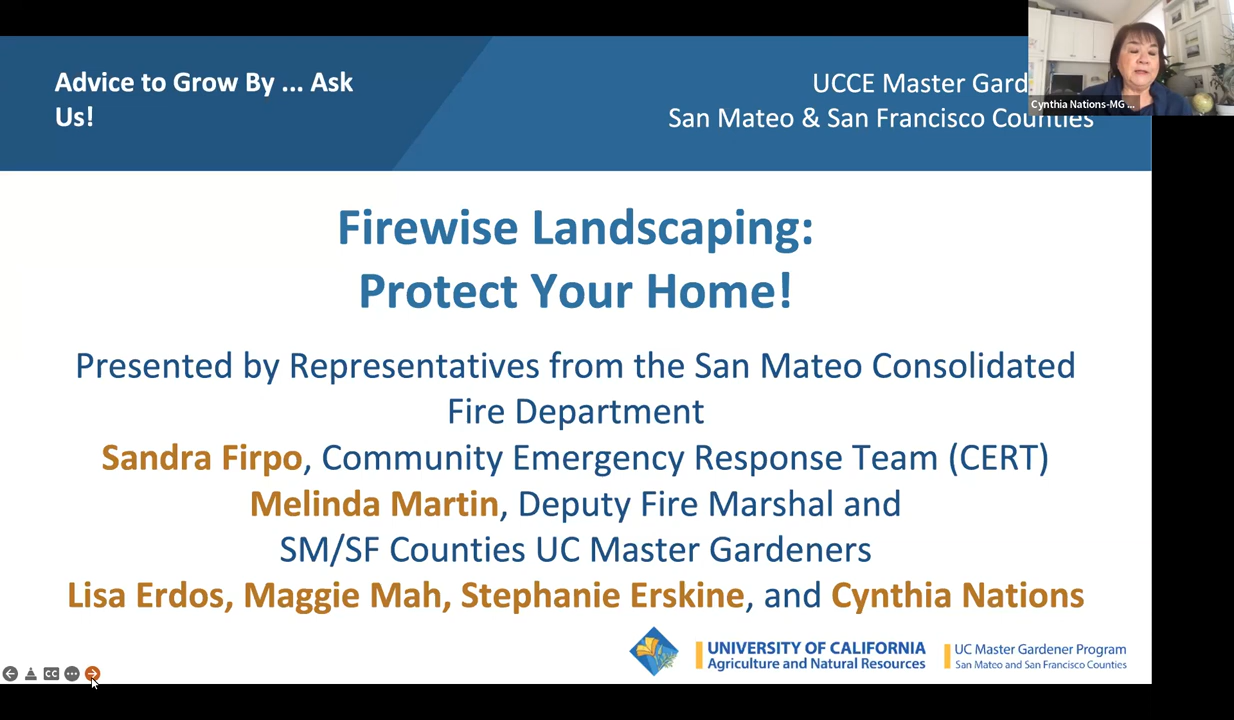 Advice to Grow By ... Ask
Us!
UCCE Master Gard
San Mateo & San Francisco Counties
Cynthia Nations-MG ...
Firewise Landscaping:
Protect Your Home!
Presented by Representatives from the San Mateo Consolidated
Fire Department
Sandra Firpo, Community Emergency Response Team (CERT)
Melinda Martin, Deputy Fire Marshal and
SM/SF Counties UC Master Gardeners
Lisa Erdos, Maggie Mah, Stephanie Erskine, and Cynthia Nations
UNIVERSITY OF CALIFORNIA
Agriculture and Natural Resources
UC Master Gardener Program
San Mateo and San Francisco Counties
CC